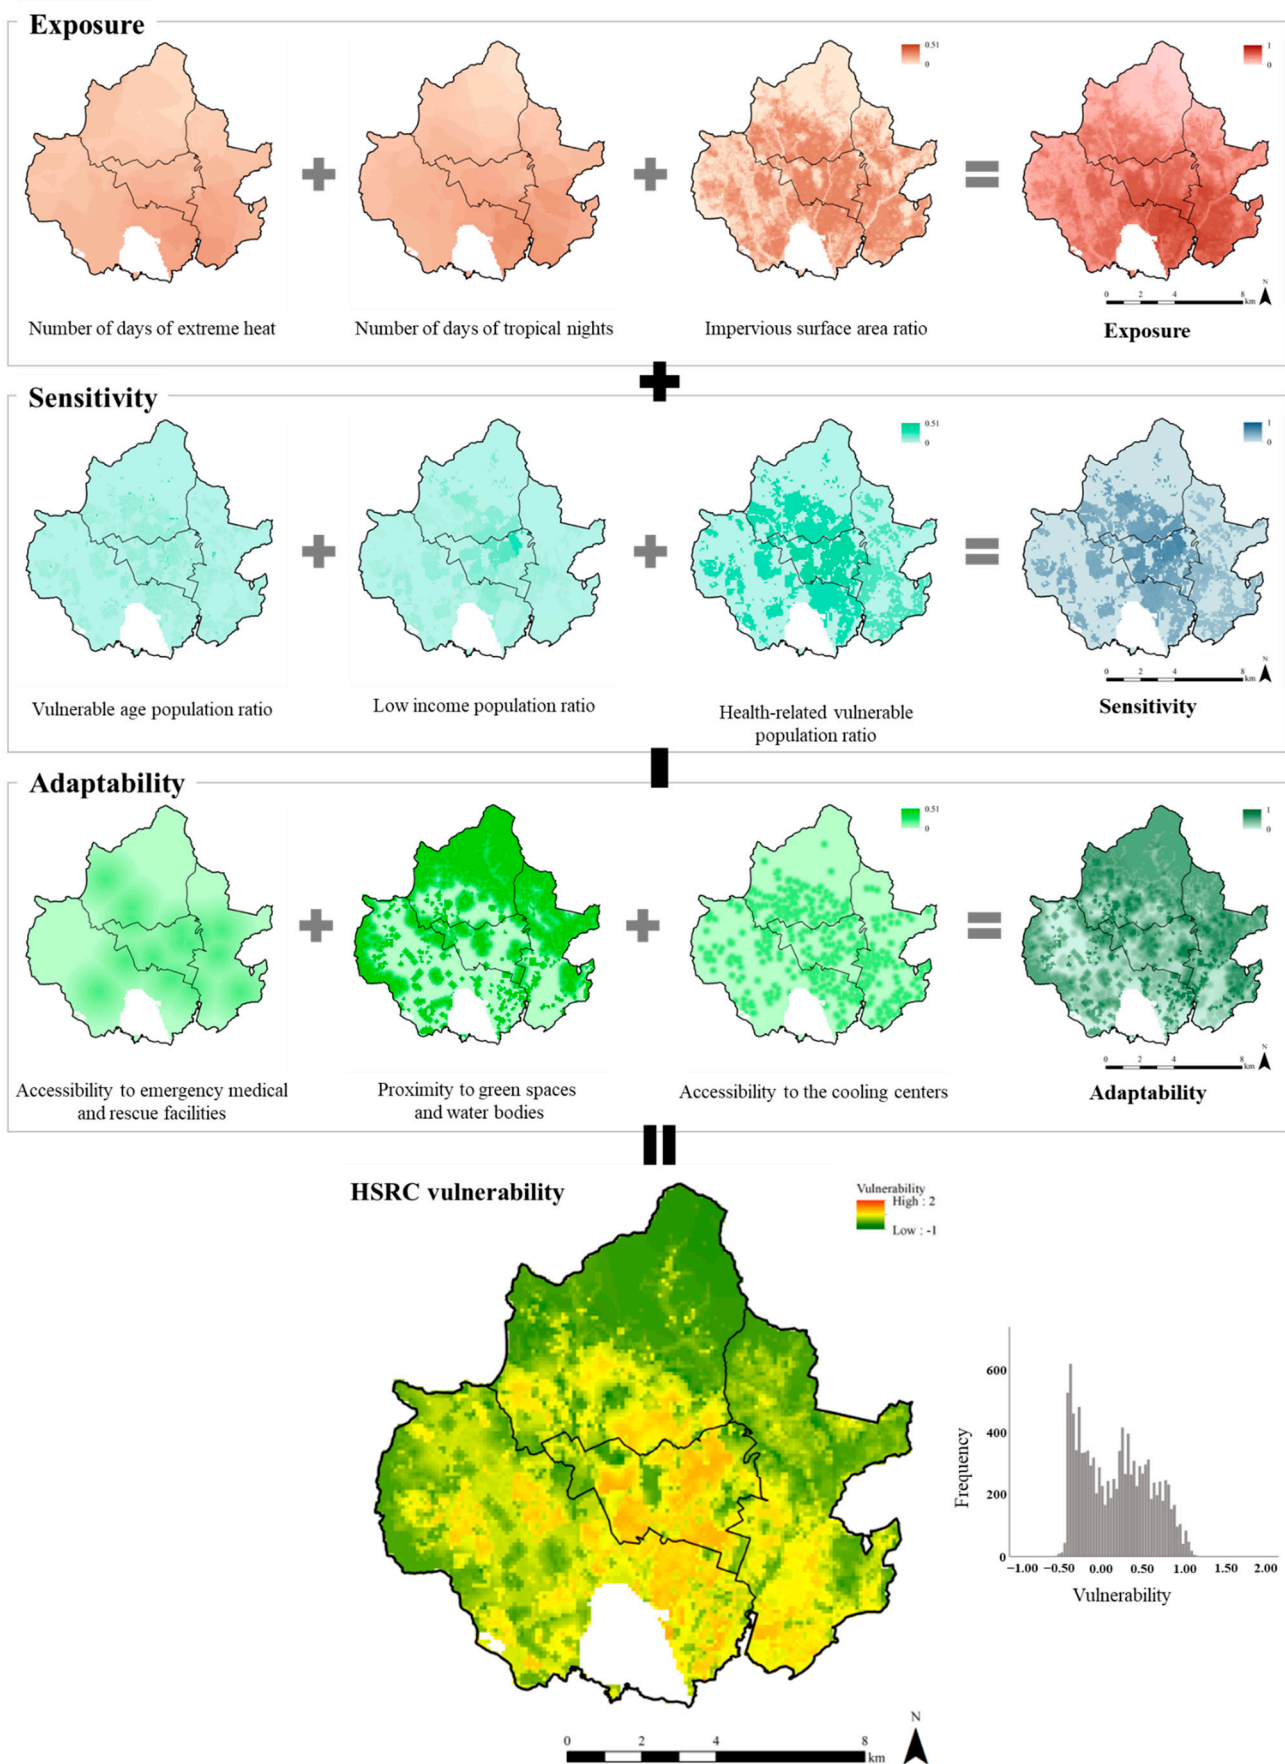 Exposure
0.51
0
1
0
0 2 4 8
km
N
Number of days of extreme heat
Number of days of tropical nights
Impervious surface area ratio
Exposure
Sensitivity
0.51
0
1
0
0 2 4 8
km
N
Vulnerable age population ratio
Low income population ratio
Health-related vulnerable
population ratio
Sensitivity
Adaptability
0.51
0
1
0
0 2 4 8
km
N
Accessibility to emergency medical
and rescue facilities
Proximity to green spaces
and water bodies
Accessibility to the cooling centers
Adaptability
HSRC vulnerability
Vulnerability
High : 2
Low : -1
600
400
200
0
Frequency
−1.00 −0.50 0.00 0.50 1.00 1.50 2.00
Vulnerability
N
0 2 4 8
km